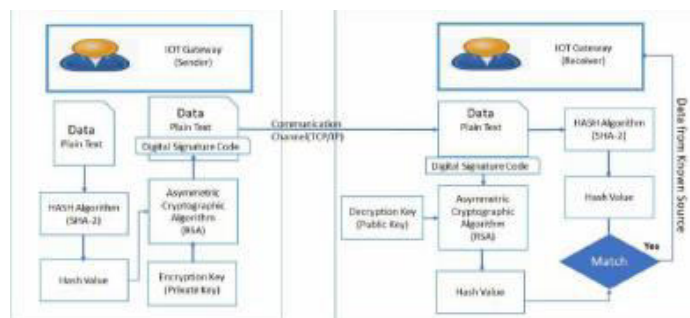 IOT Gateway
(Sender)
Data
Plain Text
Data
Plain Text
Digital Signature Code
HASH Algorithm
(SHA-2)
Asymmetric
Cryptographic
Algorithm
(RSA)
Hash Value
Encryption Key
(Private Key)
Communication
Channel(TCP/IP)
IOT Gateway
(Receiver)
Data
Plain Text
HASH Algorithm
(SHA-2)
Digital Signature Code
Decryption Key
(Public Key)
Asymmetric
Cryptographic
Algorithm
(RSA)
Hash Value
Hash Value
Match
Yes
Data from Known Source